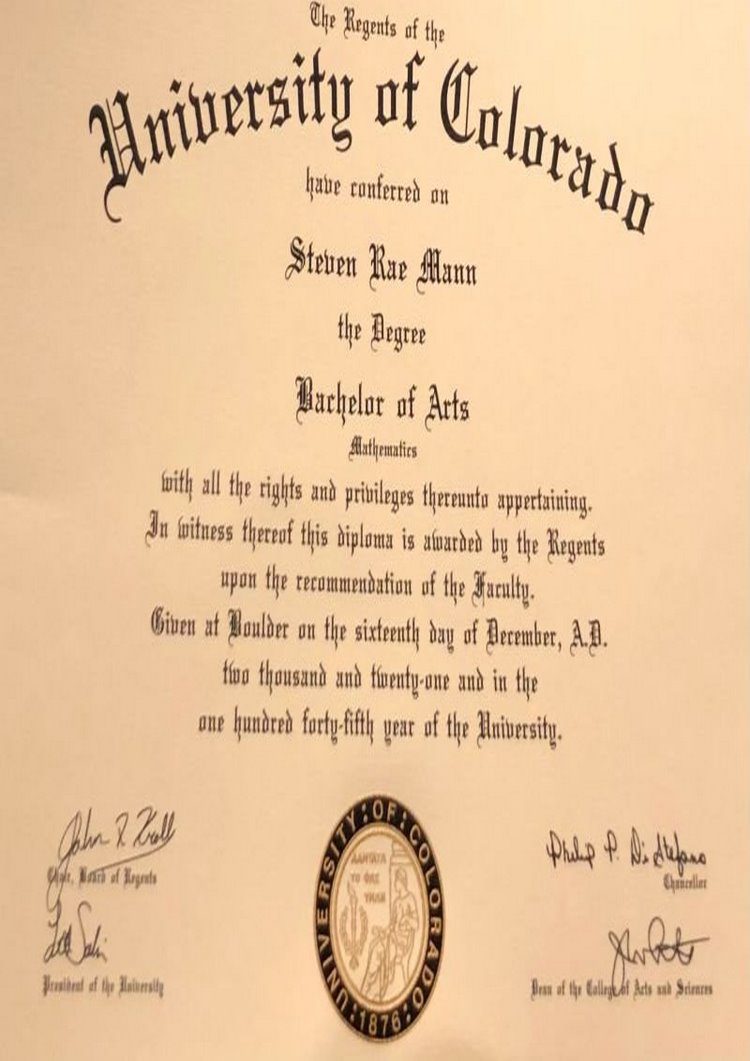 The Regents of the
University of Colorado
have conferred on
Steven Rae Mann
the Degree
Bachelor of Arts
Mathematics
with all the rights and privileges thereunto appertaining.
In witness thereof this diploma is awarded by the Regents
upon the recommendation of the Faculty.
Given at Boulder on the sixteenth day of December, A.D.
two thousand and twenty-one and in the
one hundred forty-fifth year of the University.
Philip P. DiStefano
Chair, Board of Regents
Chancellor
President of the University
Dean of the College of Arts and Sciences
UNIVERSITY OF COLORADO
1876